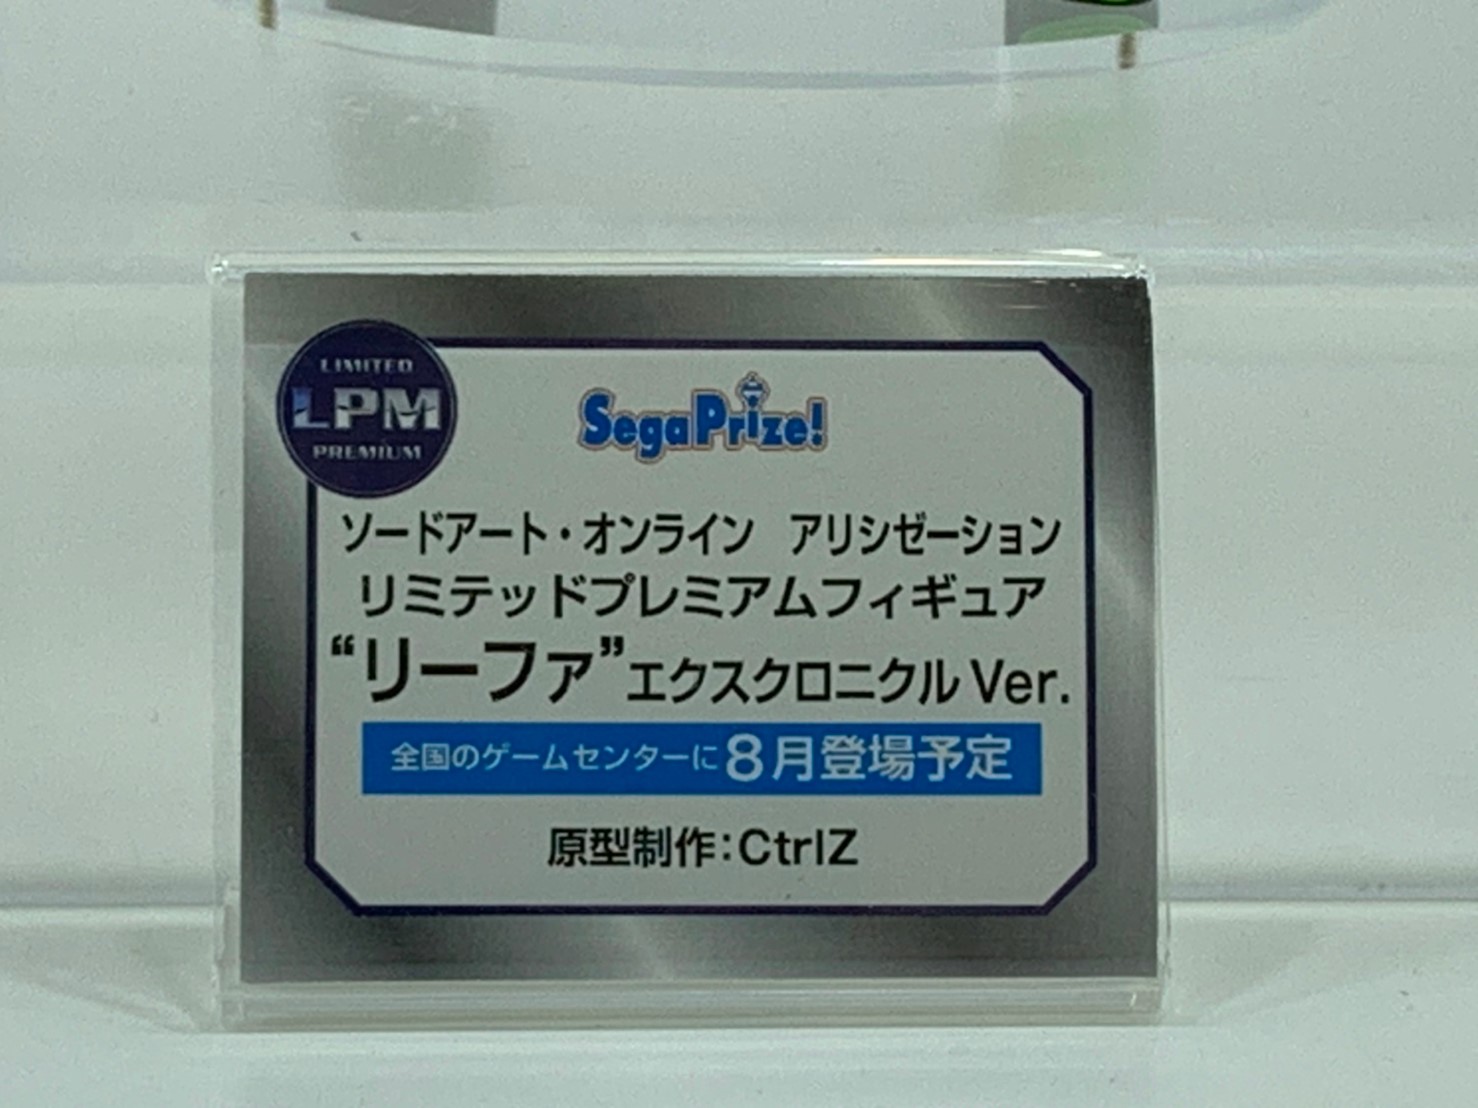 LIMITED
LPM
PREMIUM
SegaPrize!
ソードアート・オンライン　アリシゼーション
リミテッドプレミアムフィギュア
“リーファ”エクスクロニクルVer.
全国のゲームセンターに8月登場予定
原型制作：CtrlZ